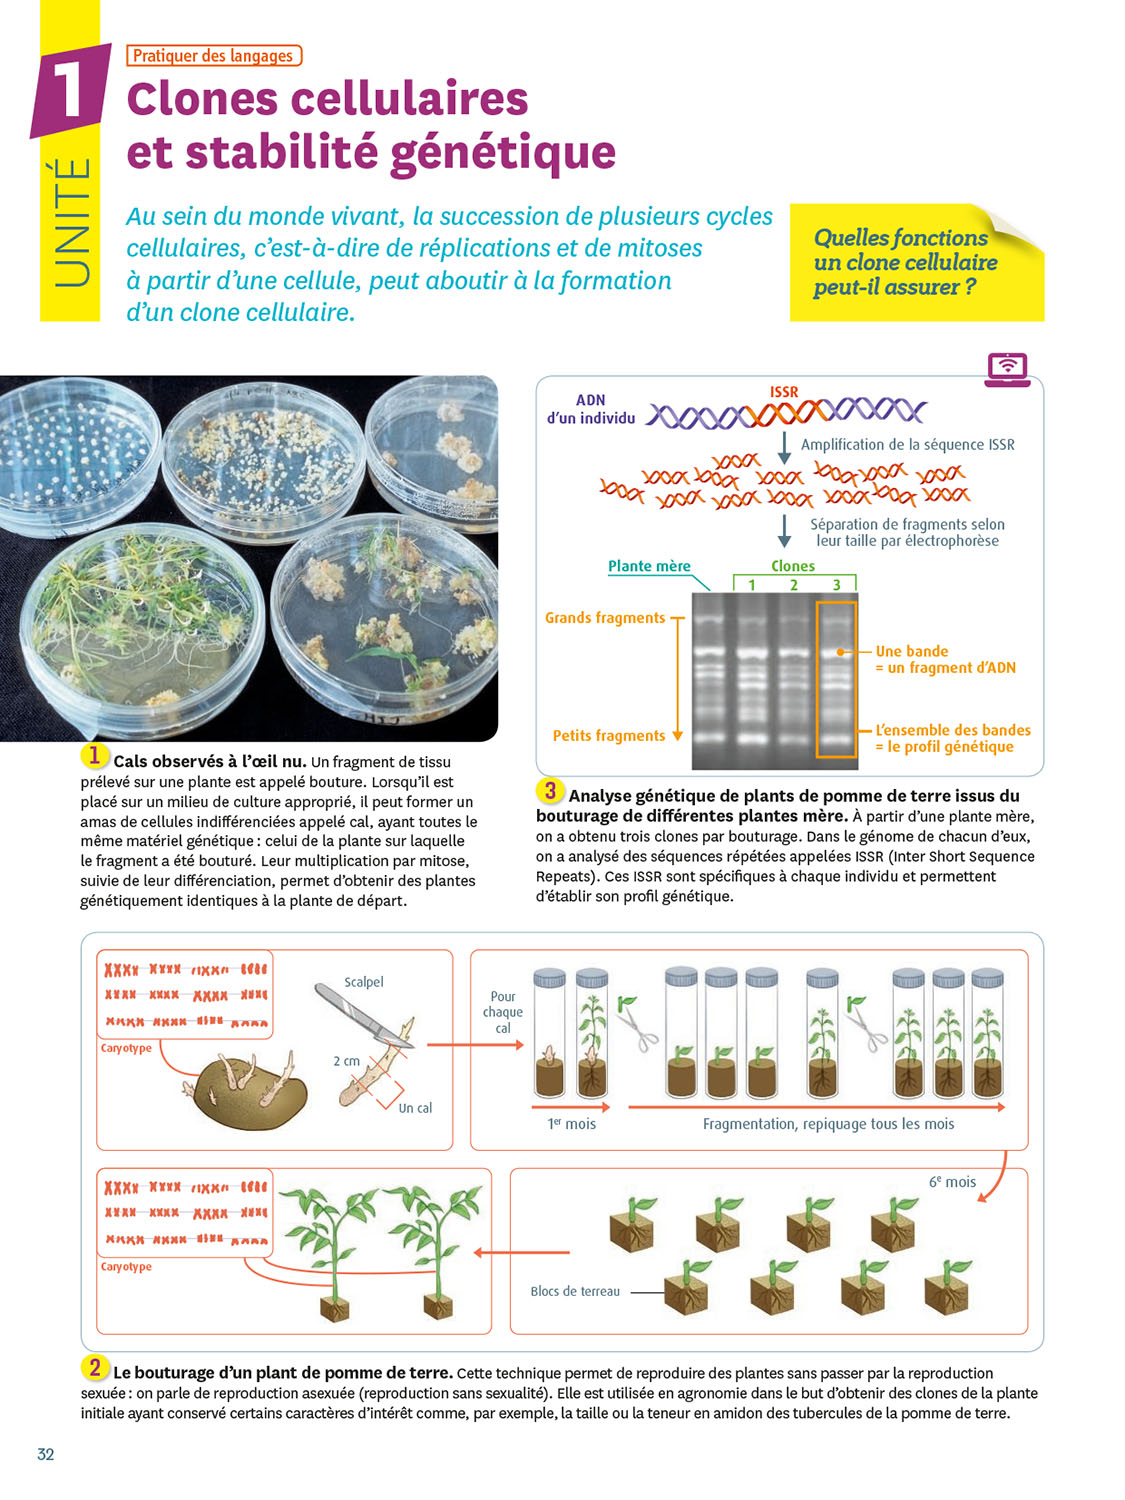 Pratiquer des langages
1
UNITÉ
Clones cellulaires
et stabilité génétique
Au sein du monde vivant, la succession de plusieurs cycles
cellulaires, c'est-à-dire de réplications et de mitoses
à partir d'une cellule, peut aboutir à la formation
d'un clone cellulaire.
Quelles fonctions
un clone cellulaire
peut-il assurer ?
1 Cals observés à l'œil nu. Un fragment de tissu
prélevé sur une plante est appelé bouture. Lorsqu'il est
placé sur un milieu de culture approprié, il peut former un
amas de cellules indifférenciées appelé cal, ayant toutes le
même matériel génétique : celui de la plante sur laquelle
le fragment a été bouturé. Leur multiplication par mitose,
suivie de leur différenciation, permet d'obtenir des plantes
génétiquement identiques à la plante de départ.
ADN
d'un individu
ISSR
Amplification de la séquence ISSR
Séparation de fragments selon
leur taille par électrophorèse
Plante mère
Clones
1 2 3
Grands fragments
Petits fragments
Une bande
= un fragment d'ADN
L'ensemble des bandes
= le profil génétique
3 Analyse génétique de plants de pomme de terre issus du
bouturage de différentes plantes mère. À partir d'une plante mère,
on a obtenu trois clones par bouturage. Dans le génome de chacun d'eux,
on a analysé des séquences répétées appelées ISSR (Inter Short Sequence
Repeats). Ces ISSR sont spécifiques à chaque individu et permettent
d'établir son profil génétique.
Caryotype
Scalpel
2 cm
Un cal
Pour
chaque
cal
1er mois
Fragmentation, repiquage tous les mois
6e mois
Blocs de terreau
Caryotype
2 Le bouturage d'un plant de pomme de terre. Cette technique permet de reproduire des plantes sans passer par la reproduction
sexuée : on parle de reproduction asexuée (reproduction sans sexualité). Elle est utilisée en agronomie dans le but d'obtenir des clones de la plante
initiale ayant conservé certains caractères d'intérêt comme, par exemple, la taille ou la teneur en amidon des tubercules de la pomme de terre.
32